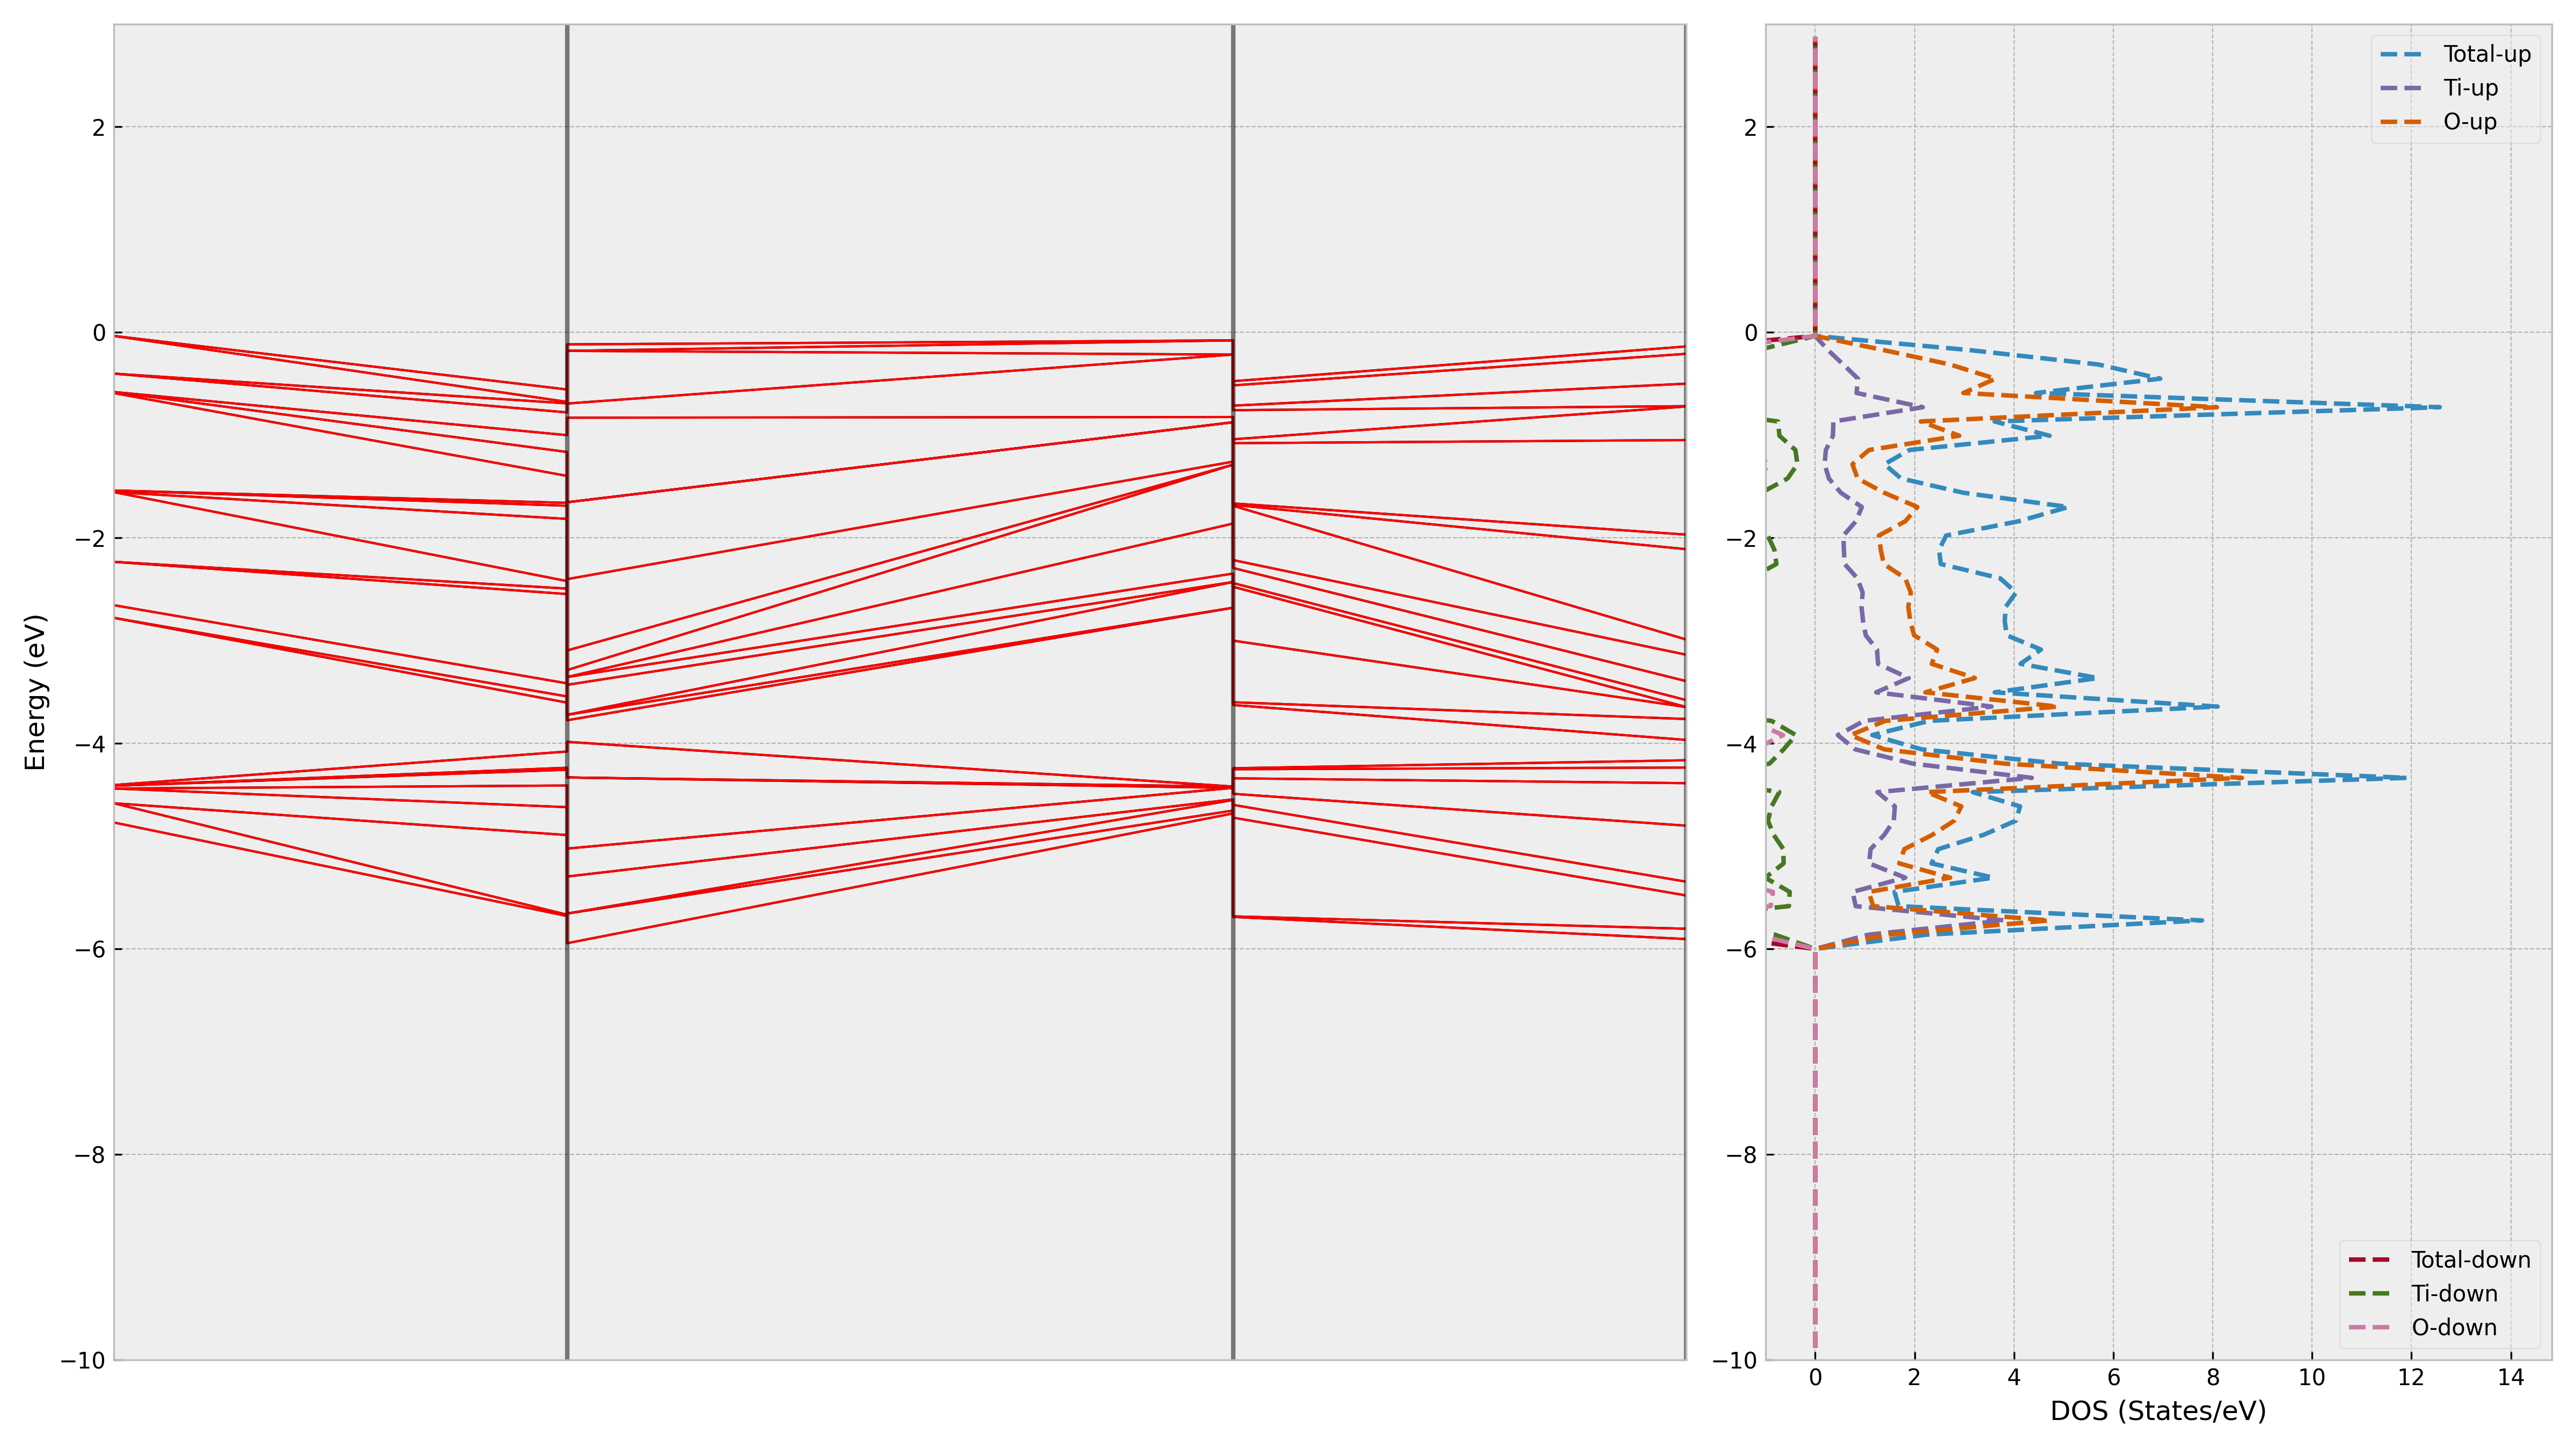 Energy (eV)
2
0
−2
−4
−6
−8
−10
2
0
−2
−4
−6
−8
−10
Total-up
Ti-up
O-up
Total-down
Ti-down
O-down
0 2 4 6 8 10 12 14
DOS (States/eV)